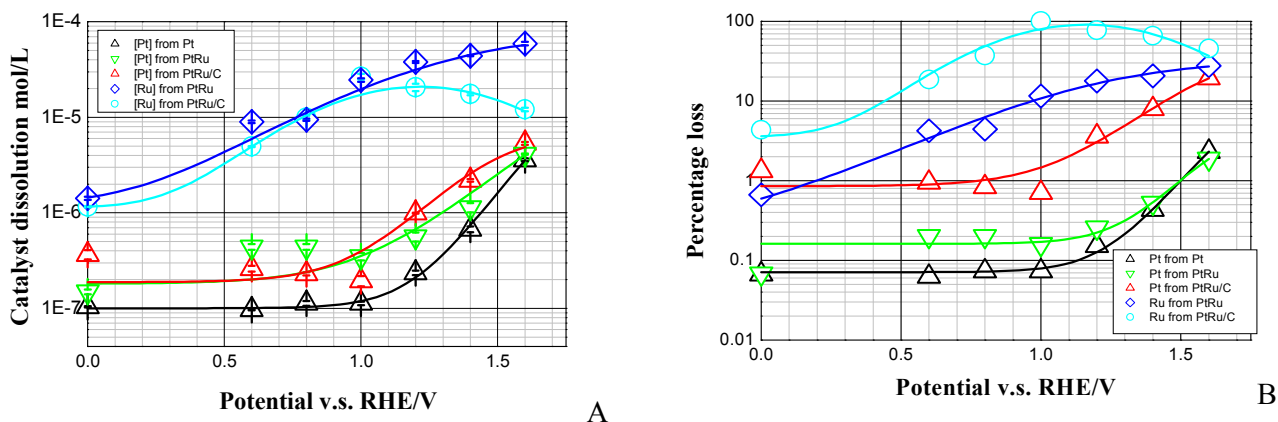 1E-4
1E-5
1E-6
1E-7
Catalyst dissolution mol/L
[Pt] from Pt
[Pt] from PtRu
[Pt] from PtRu/C
[Ru] from PtRu
[Ru] from PtRu/C
0.0 0.5 1.0 1.5
Potential v.s. RHE/V
A
100
10
1
0.1
0.01
Percentage loss
Pt from Pt
Pt from PtRu
Pt from PtRu/C
Ru from PtRu
Ru from PtRu/C
0.0 0.5 1.0 1.5
Potential v.s. RHE/V
B